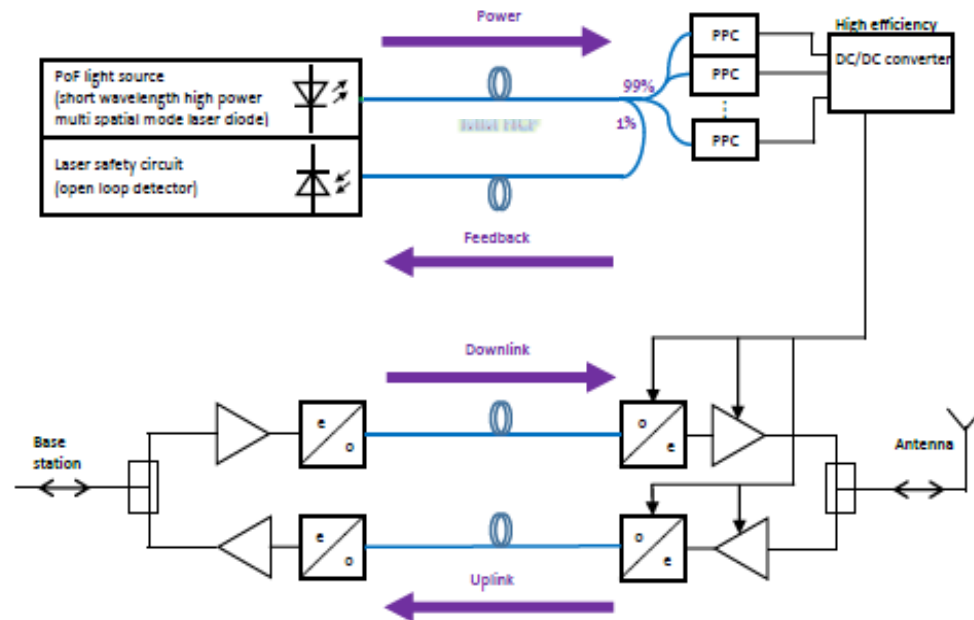 Power
High efficiency
PPC
DC/DC converter
PoF light source
(short wavelength high power
multi spatial mode laser diode)
99%
PPC
1%
PPC
Laser safety circuit
(open loop detector)
Feedback
Downlink
e
o
o
e
Base
station
Antenna
e
o
o
e
Uplink